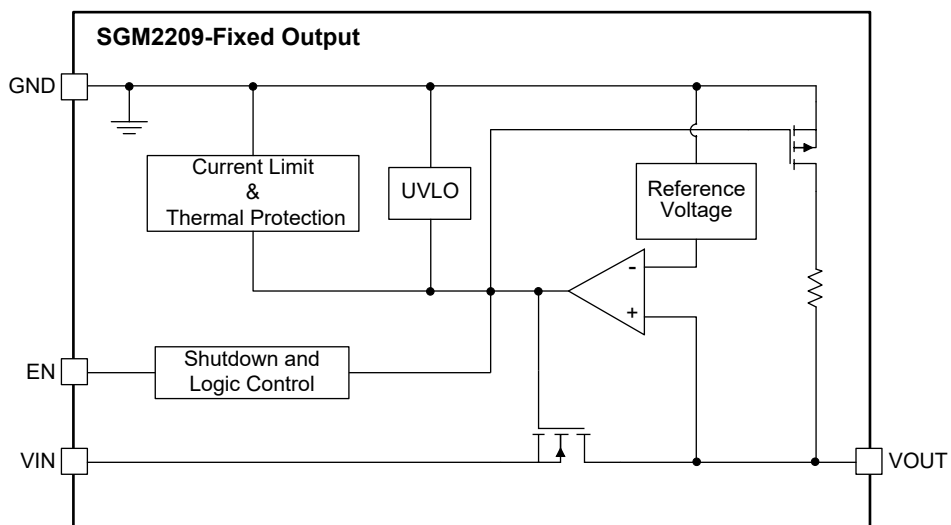 SGM2209-Fixed Output
GND
Current Limit
&
Thermal Protection
UVLO
Reference
Voltage
-
+
EN
Shutdown and
Logic Control
VIN
VOUT